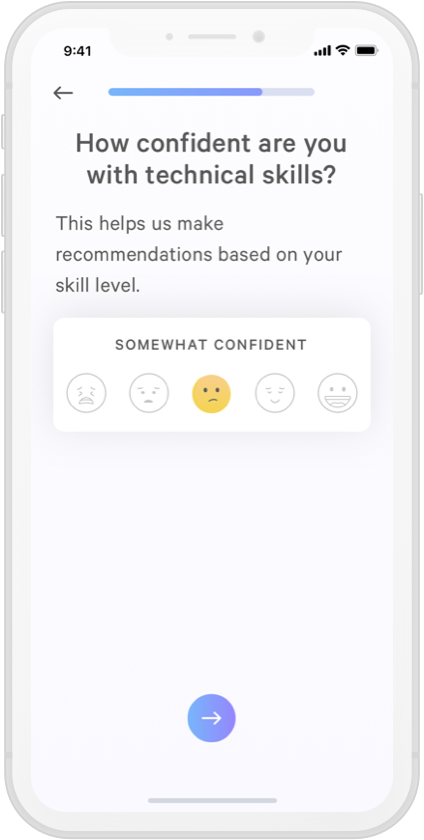 9:41
How confident are you
with technical skills?
This helps us make
recommendations based on your
skill level.
SOMEWHAT CONFIDENT